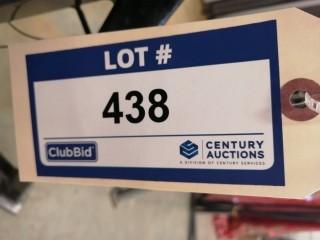 LOT #
438
ClubBid
CENTURY
AUCTIONS
A DIVISION OF CENTURY SERVICES